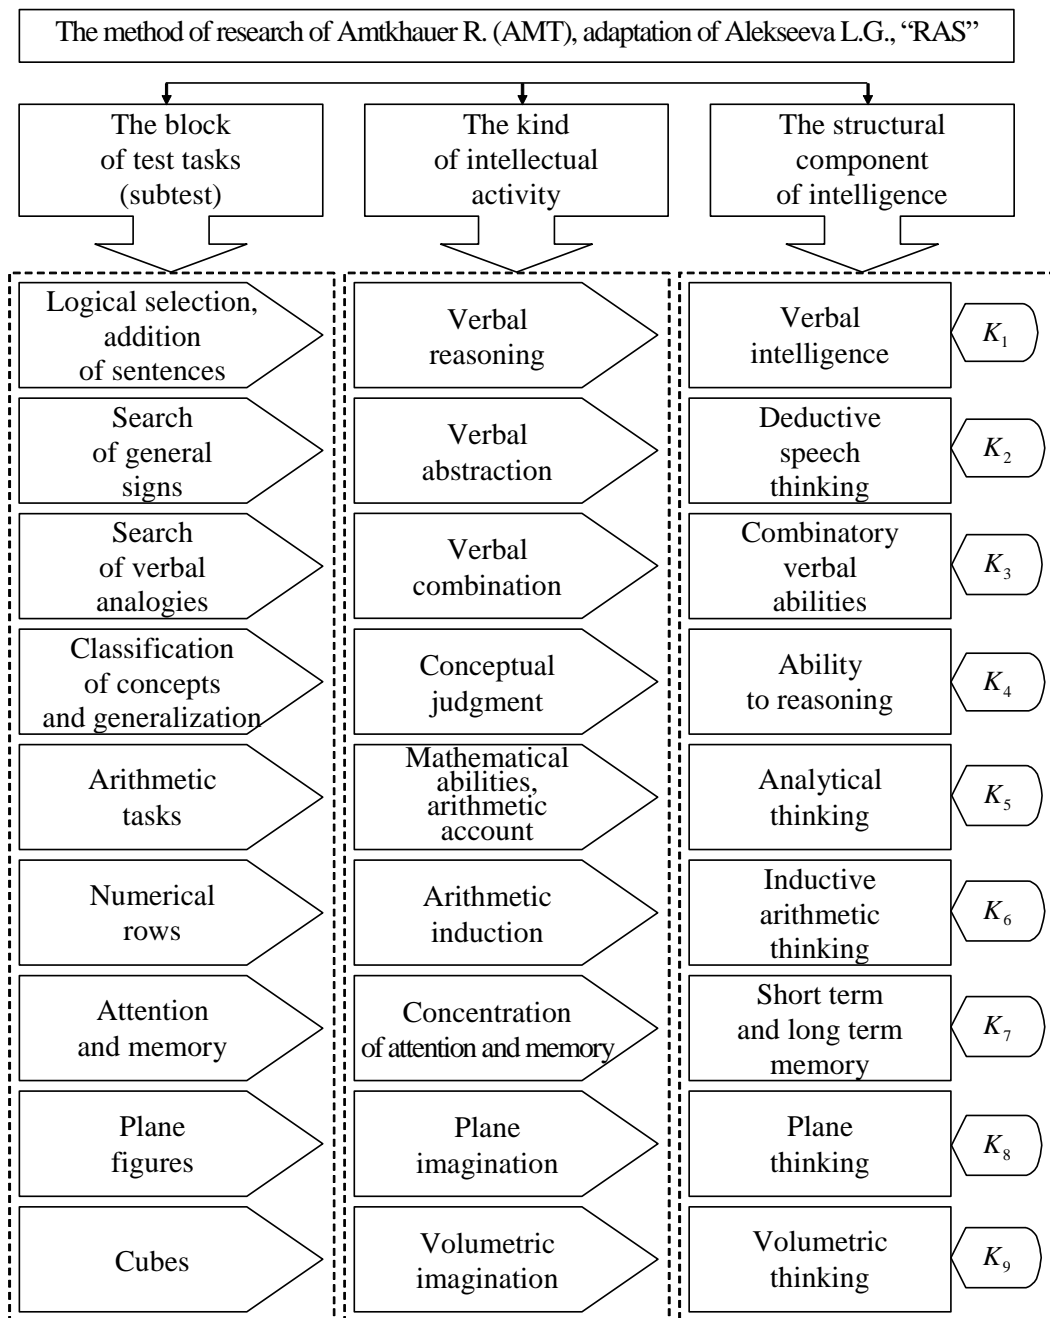 The method of research of Amtkhauer R. (AMT), adaptation of Alekseeva L.G., “RAS”
The block
of test tasks
(subtest)
The kind
of intellectual
activity
The structural
component
of intelligence
Logical selection,
addition
of sentences
Verbal
reasoning
Verbal
intelligence
K1
Search
of general
signs
Verbal
abstraction
Deductive
speech
thinking
K2
Search
of verbal
analogies
Verbal
combination
Combinatory
verbal
abilities
K3
Classification
of concepts
and generalization
Conceptual
judgment
Ability
to reasoning
K4
Arithmetic
tasks
Mathematical
abilities,
arithmetic
account
Analytical
thinking
K5
Numerical
rows
Arithmetic
induction
Inductive
arithmetic
thinking
K6
Attention
and memory
Concentration
of attention and memory
Short term
and long term
memory
K7
Plane
figures
Plane
imagination
Plane
thinking
K8
Cubes
Volumetric
imagination
Volumetric
thinking
K9